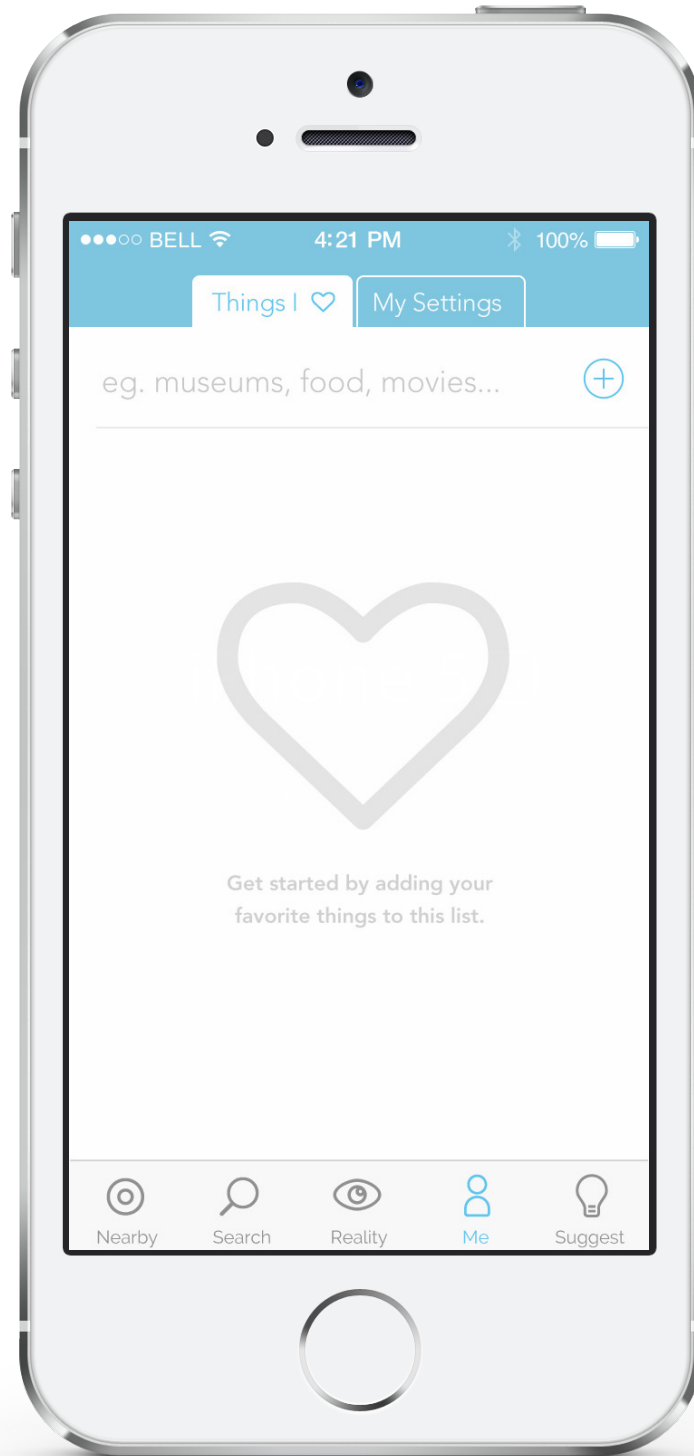 BELL 4:21 PM 100%
Things I My Settings
eg. museums, food, movies...
Get started by adding your
favorite things to this list.
Nearby Search Reality Me Suggest